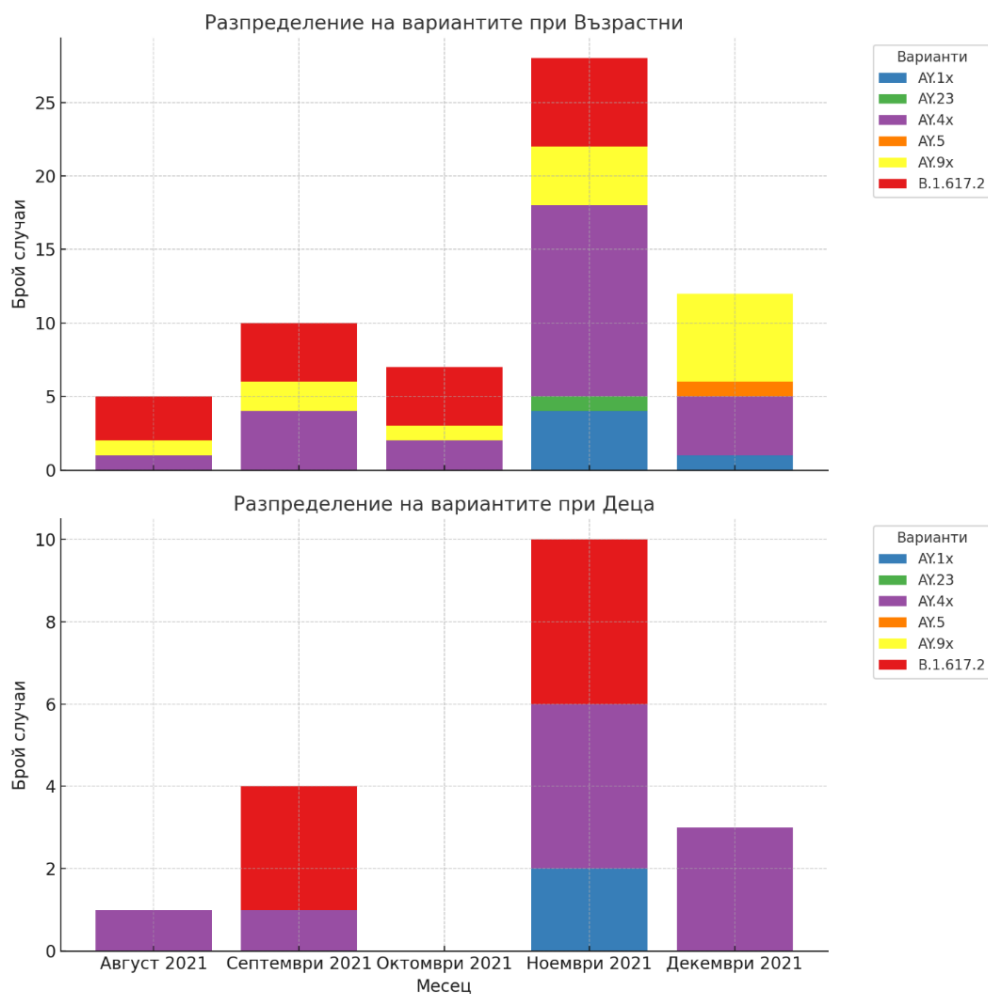 Разпределение на вариантите при Възрастни
Брой случаи
25
20
15
10
5
0
Варианти
AY.1x
AY.23
AY.4x
AY.5
AY.9x
B.1.617.2
Разпределение на вариантите при Деца
Брой случаи
10
8
6
4
2
0
Август 2021
Септември 2021
Октомври 2021
Ноември 2021
Декември 2021
Месец
Варианти
AY.1x
AY.23
AY.4x
AY.5
AY.9x
B.1.617.2